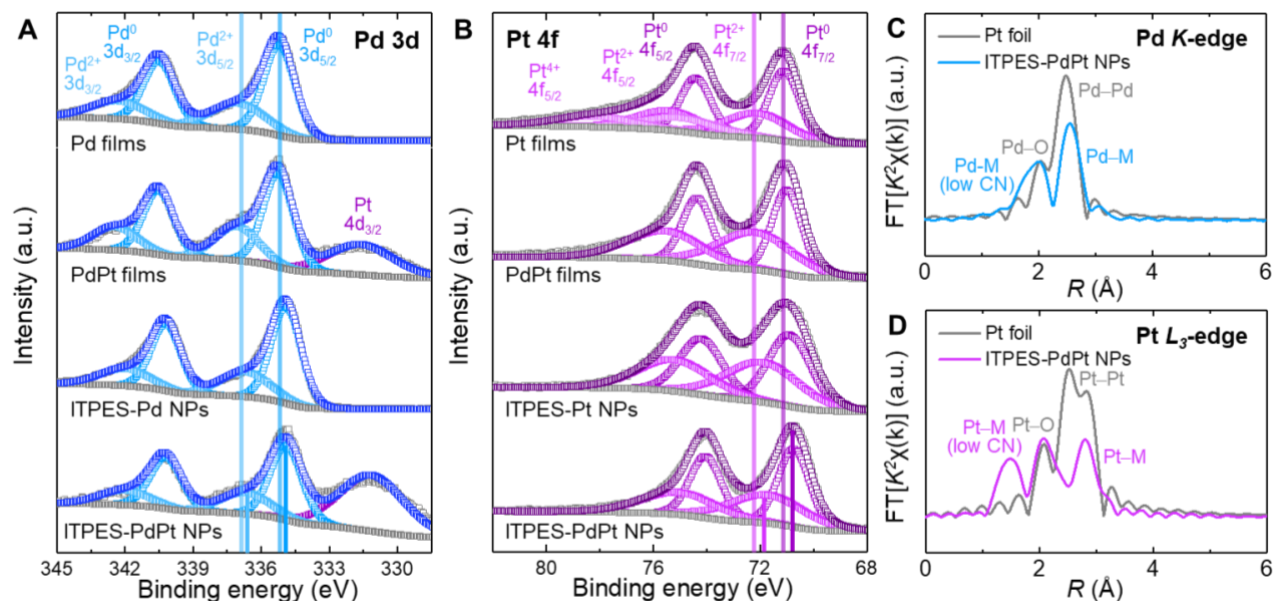 A
Pd 3d
Pd²⁺
3d₃/₂
Pd⁰
3d₃/₂
Pd²⁺
3d₅/₂
Pd⁰
3d₅/₂
Pd films
Pt
4d₃/₂
PdPt films
ITPES-Pd NPs
ITPES-PdPt NPs
Intensity (a.u.)
345 340 335 330
Binding energy (eV)
B
Pt 4f
Pt⁴⁺
4f₅/₂
Pt²⁺
4f₅/₂
Pt⁰
4f₅/₂
Pt²⁺
4f₇/₂
Pt⁰
4f₇/₂
Pt films
PdPt films
ITPES-Pt NPs
ITPES-PdPt NPs
Intensity (a.u.)
80 76 72 68
Binding energy (eV)
C
Pd K-edge
Pt foil
ITPES-PdPt NPs
Pd–Pd
Pd–O
Pd-M
(low CN)
Pd–M
FT[K²χ(k)] (a.u.)
0 2 4 6
R (Å)
D
Pt L₃-edge
Pt foil
ITPES-PdPt NPs
Pt–Pt
Pt–M
(low CN)
Pt–O
Pt–M
FT[K²χ(k)] (a.u.)
0 2 4 6
R (Å)